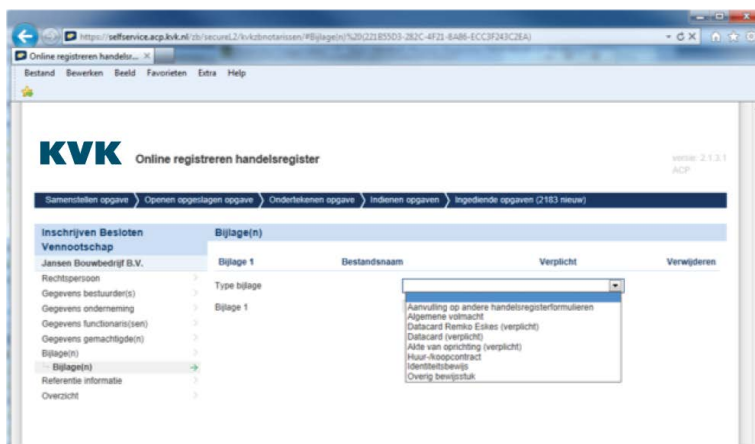 https://selfservice.acp.kvk.nl/zb/secureL2/kvkzbnotarissen/#Bijlage(n)%20(221B55D3-282C-4F21-8A86-ECC3F243C2EA)
Online registreren handelsr...
Bestand Bewerken Beeld Favorieten Extra Help
KVK Online registreren handelsregister
versie: 2.1.3.1
ACP
Samenstellen opgave Openen opgeslagen opgave Ondertekenen opgave Indienen opgaven Ingediende opgaven (2183 nieuw)
Inschrijven Besloten Vennootschap
Bijlage(n)
Jansen Bouwbedrijf B.V.
Bijlage 1 Bestandsnaam Verplicht Verwijderen
Rechtspersoon
Gegevens bestuurder(s)
Gegevens onderneming
Gegevens functionaris(sen)
Gegevens gemachtigde(n)
Bijlage(n)
Bijlage(n)
Referentie informatie
Overzicht
Type bijlage
Bijlage 1
Aanvulling op andere handelsregisterformulieren
Algemene volmacht
Datacard Remko Eskes (verplicht)
Datacard (verplicht)
Akte van oprichting (verplicht)
Huur-/koopcontract
Identiteitsbewijs
Overig bewijsstuk